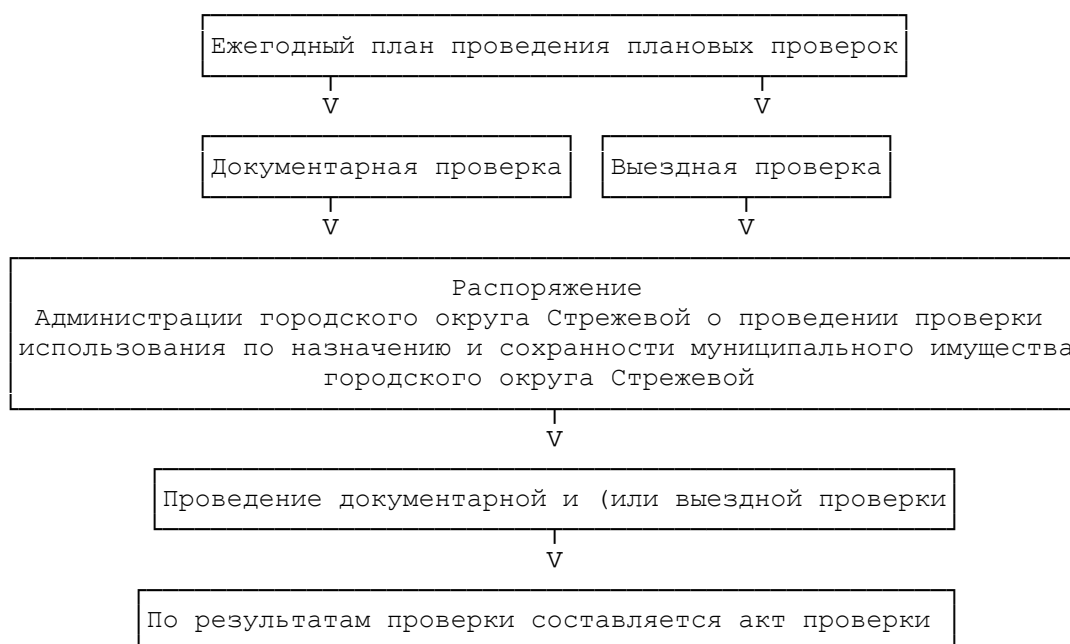 Ежегодный план проведения плановых проверок
V V
Документарная проверка Выездная проверка
V V
Распоряжение
Администрации городского округа Стрежевой о проведении проверки
использования по назначению и сохранности муниципального имущества
городского округа Стрежевой
V
Проведение документарной и (или выездной проверки
V
По результатам проверки составляется акт проверки